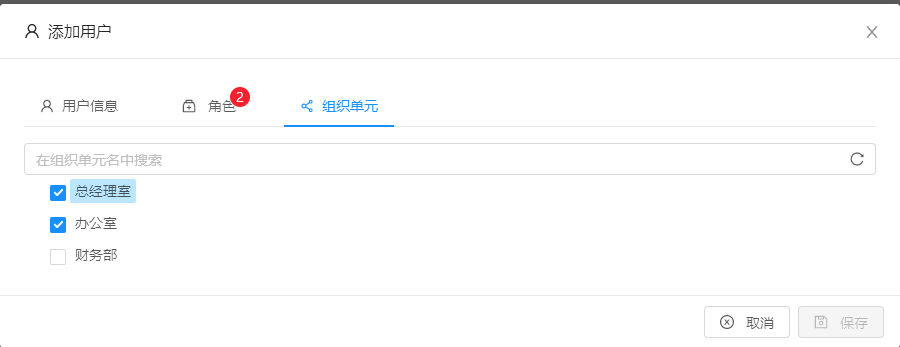 添加用户
用户信息 角色 2 组织单元
在组织单元名中搜索
总经理室
办公室
财务部
取消 保存